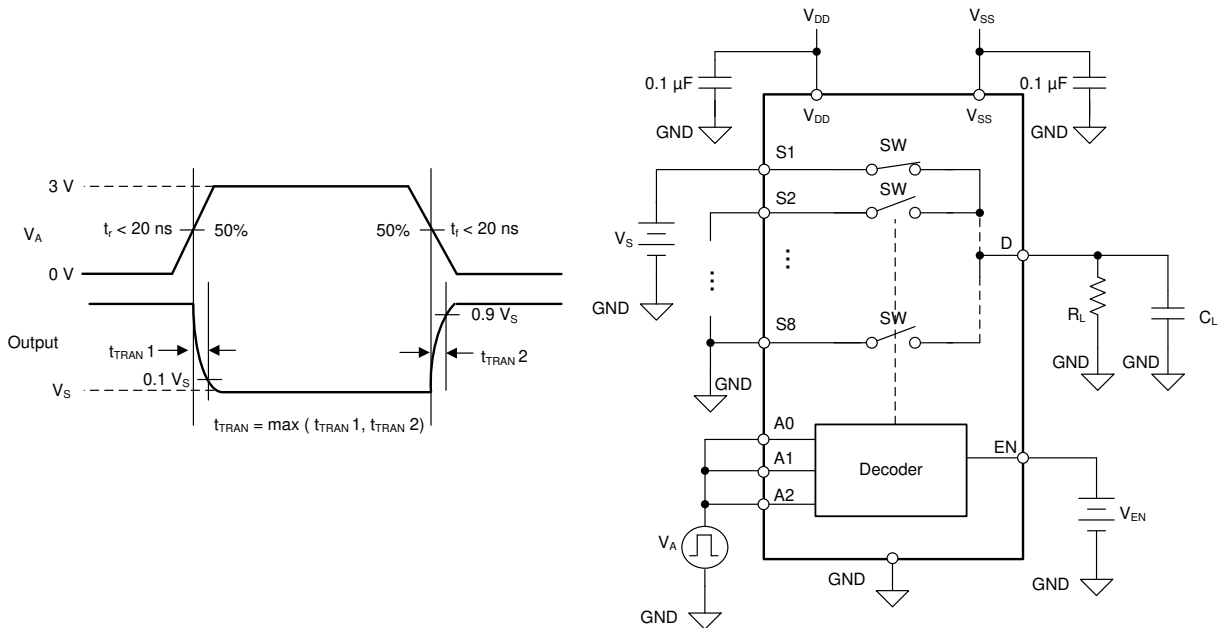 3 V
V_A
0 V
t_r < 20 ns
50%
50%
t_f < 20 ns
Output
t_TRAN 1
0.1 V_S
V_S
0.9 V_S
t_TRAN 2
t_TRAN = max ( t_TRAN 1, t_TRAN 2)
V_DD
V_SS
0.1 µF
0.1 µF
GND
V_DD
V_SS
GND
S1
SW
S2
SW
V_S
...
...
D
GND
S8
SW
R_L
C_L
GND
GND
GND
A0
A1
A2
Decoder
EN
V_A
V_EN
GND
GND
GND